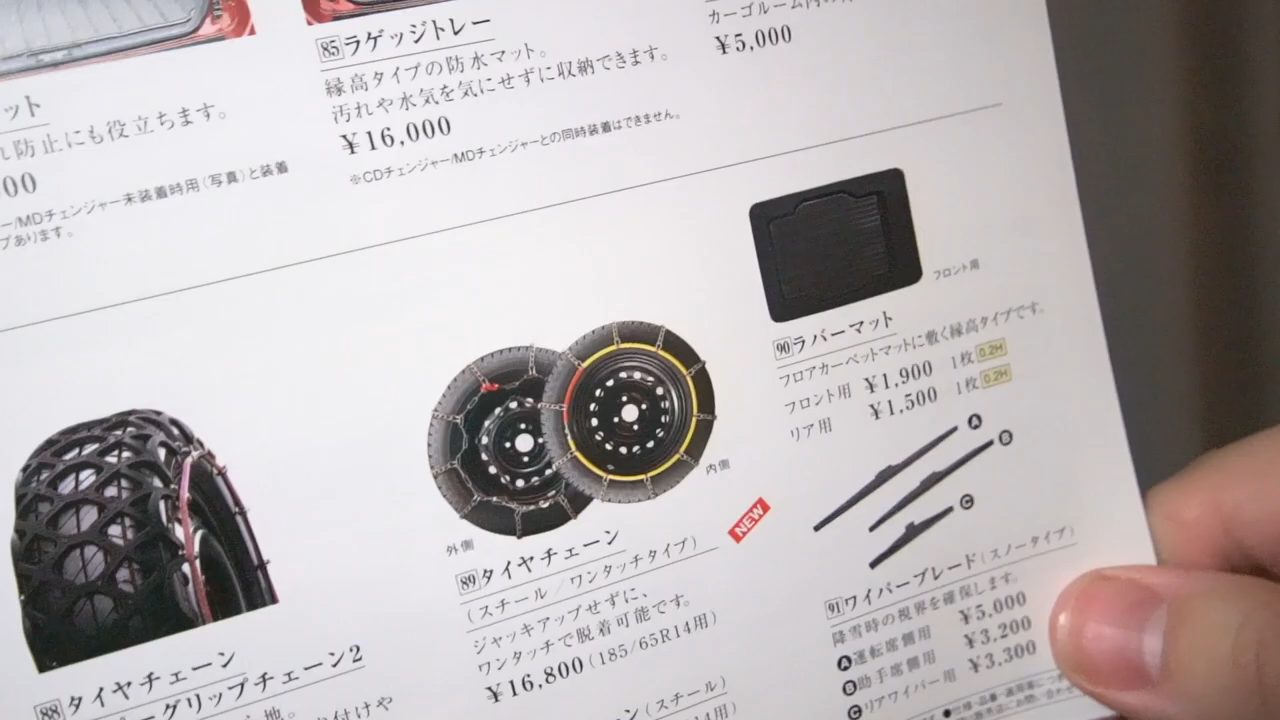 ット
れ防止にも役立ちます。
00
ー/MDチェンジャー未装着時用(写真)と装着
プあります。
85 ラゲッジトレー
縁高タイプの防水マット。
汚れや水気を気にせずに収納できます。
¥16,000
※CDチェンジャー/MDチェンジャーとの同時装着はできません。
カーゴルーム内の
¥5,000
フロント用
90 ラバーマット
フロアカーペットマットに敷く縁高タイプです。
フロント用 ¥1,900 1枚 0.2H
リア用 ¥1,500 1枚 0.2H
外側
内側
NEW
89 タイヤチェーン
(スチール/ワンタッチタイプ)
ジャッキアップせずに、
ワンタッチで脱着可能です。
¥16,800(185/65R14用)
ン(スチール)
14用)
88 タイヤチェーン
ーグリップチェーン2
地。
付けや
A
B
C
91 ワイパーブレード(スノータイプ)
降雪時の視界を確保します。
A 運転席側用 ¥5,000
B 助手席側用 ¥3,200
C リアワイパー用 ¥3,300